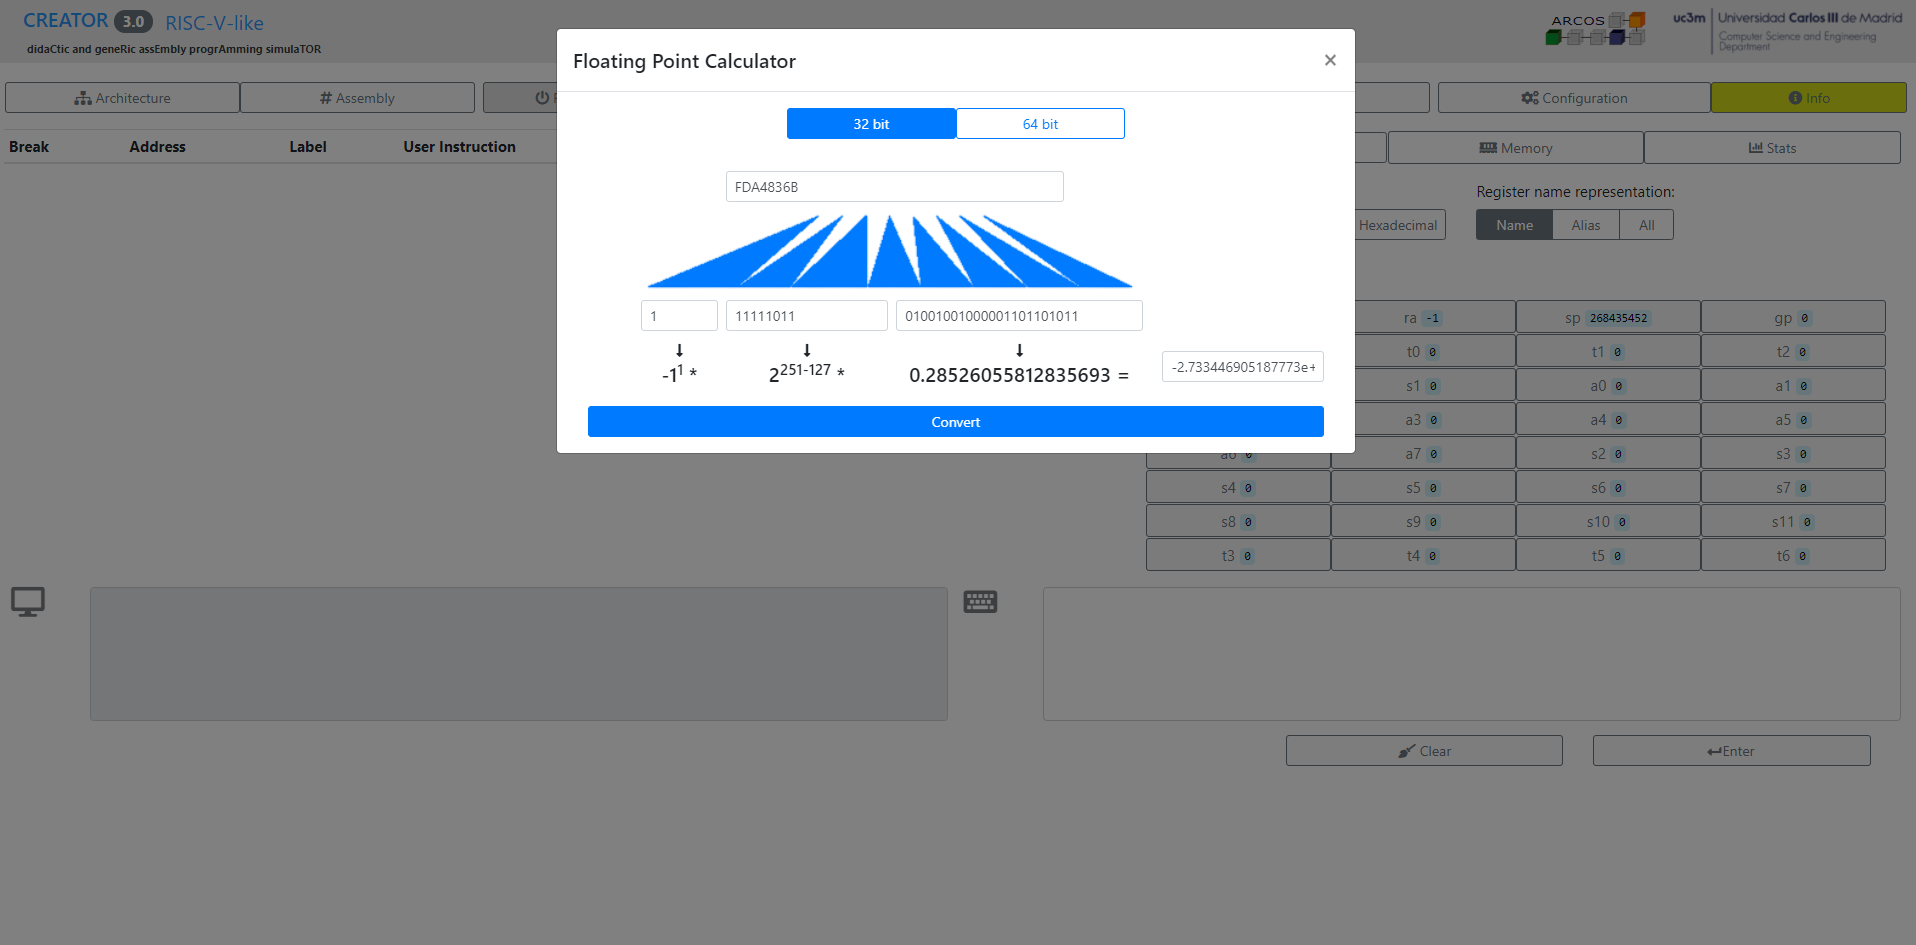 CREATOR 3.0 RISC-V-like
didaCtic and geneRic assEmbly progrAmming simulaTOR
ARCOS
uc3m Universidad Carlos III de Madrid
Computer Science and Engineering
Department
Floating Point Calculator ×
Architecture
# Assembly
Configuration
Info
32 bit
64 bit
Break Address Label User Instruction
Memory
Stats
FDA4836B
Register name representation:
Hexadecimal
Name Alias All
1 11111011 01001001000001101101011
-1^1 * 2^251-127 * 0.28526055812835693 = -2.733446905187773e+
Convert
ra -1 sp 268435452 gp 0
t0 0 t1 0 t2 0
s1 0 a0 0 a1 0
a3 0 a4 0 a5 0
a6 0 a7 0 s2 0 s3 0
s4 0 s5 0 s6 0 s7 0
s8 0 s9 0 s10 0 s11 0
t3 0 t4 0 t5 0 t6 0
Clear
Enter